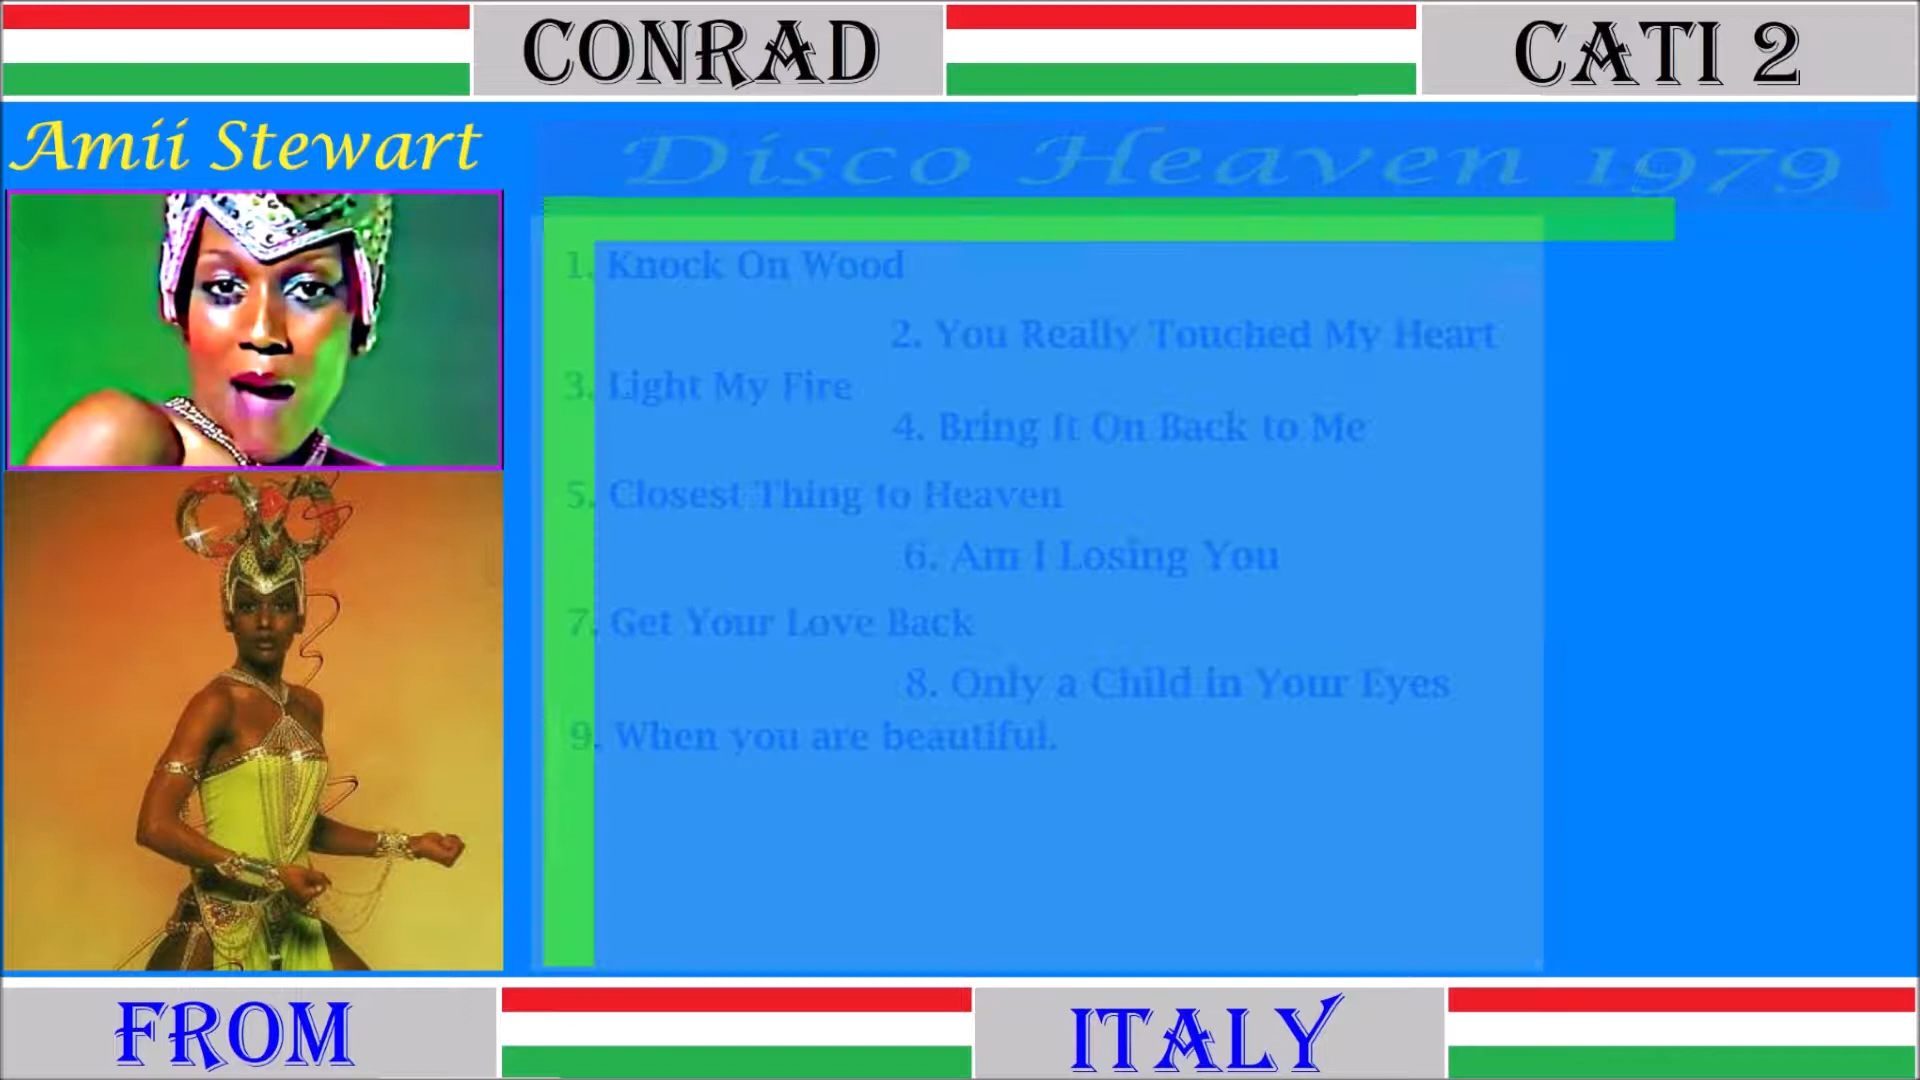 CONRAD
CATI 2
Amii Stewart
Disco Heaven 1979
1. Knock On Wood
2. You Really Touched My Heart
3. Light My Fire
4. Bring It On Back to Me
5. Closest Thing to Heaven
6. Am I Losing You
7. Get Your Love Back
8. Only a Child in Your Eyes
9. When you are beautiful.
FROM
ITALY